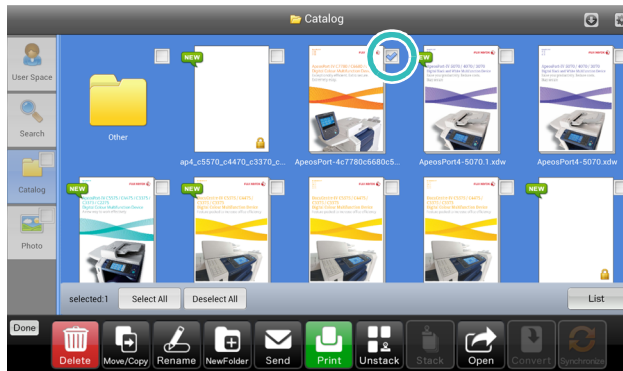 Catalog
User Space
Search
Catalog
Photo
Other
NEW
ap4_c5570_c4470_c3370_c...
ApeosPort-4c7780c6680c5...
NEW
ApeosPort4-5070.1.xdw
ApeosPort4-5070.xdw
NEW
NEW
NEW
selected:1
Select All
Deselect All
List
Done
Delete
Move/Copy
Rename
NewFolder
Send
Print
Unstack
Stack
Open
Convert
Synchronize